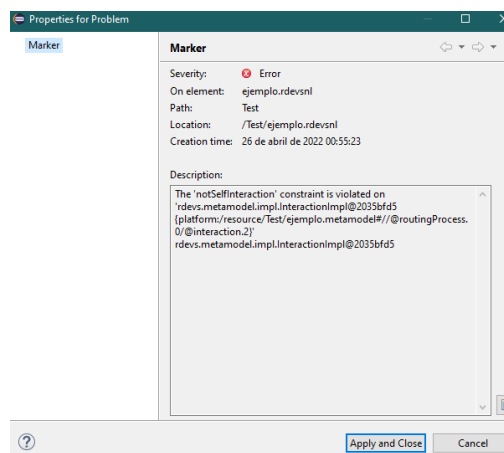 Properties for Problem
Marker
Marker
Severity: Error
On element: ejemplo.rdevsnl
Path: Test
Location: /Test/ejemplo.rdevsnl
Creation time: 26 de abril de 2022 00:55:23
Description:
The 'notSelfInteraction' constraint is violated on
'rdevs.metamodel.impl.InteractionImpl@2035bfd5
{platform:/resource/Test/ejemplo.metamodel#//@routingProcess.
0/@interaction.2}'
rdevs.metamodel.impl.InteractionImpl@2035bfd5
Apply and Close
Cancel